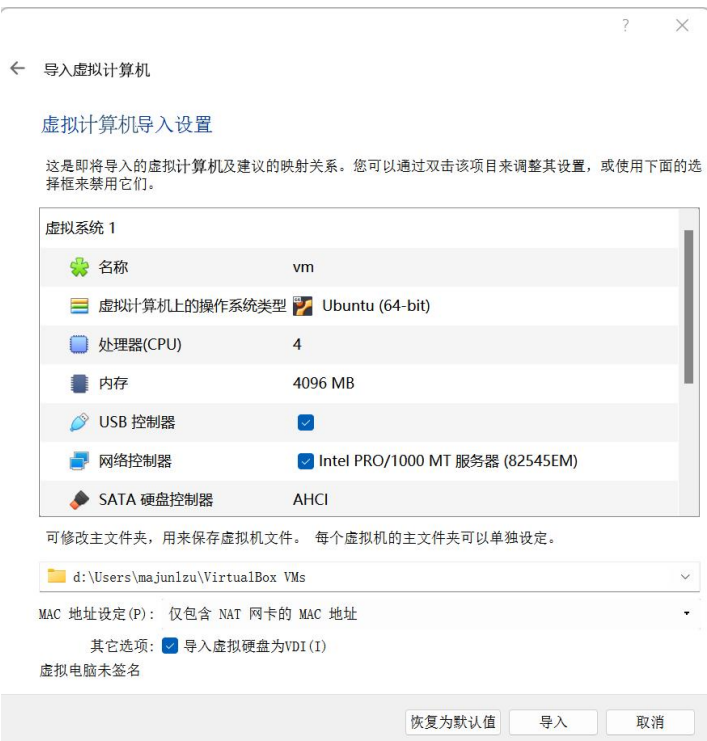 ?
导入虚拟计算机
虚拟计算机导入设置
这是即将导入的虚拟计算机及建议的映射关系。您可以通过双击该项目来调整其设置，或使用下面的选
择框来禁用它们。
虚拟系统 1
名称 vm
虚拟计算机上的操作系统类型 Ubuntu (64-bit)
处理器(CPU) 4
内存 4096 MB
USB 控制器
网络控制器 Intel PRO/1000 MT 服务器 (82545EM)
SATA 硬盘控制器 AHCI
可修改主文件夹，用来保存虚拟机文件。 每个虚拟机的主文件夹可以单独设定。
d:\Users\majunlzu\VirtualBox VMs
MAC 地址设定(P): 仅包含 NAT 网卡的 MAC 地址
其它选项: 导入虚拟硬盘为VDI(I)
虚拟电脑未签名
恢复为默认值 导入 取消